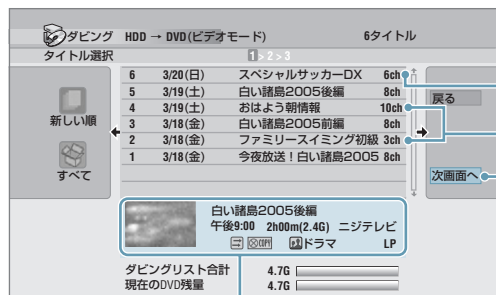 ダビング HDD → DVD(ビデオモード) 6タイトル
タイトル選択 1 > 2 > 3
6 3/20(日) スペシャルサッカーDX 6ch
5 3/19(土) 白い諸島2005後編 8ch
4 3/19(土) おはよう朝情報 10ch
3 3/18(金) 白い諸島2005前編 8ch
2 3/18(金) ファミリースイミング初級 3ch
1 3/18(金) 今夜放送！白い諸島2005 8ch
新しい順
すべて
戻る
次画面へ
白い諸島2005後編
午後9:00 2h00m(2.4G) ニジテレビ
COPY ドラマ LP
ダビングリスト合計 4.7G
現在のDVD残量 4.7G